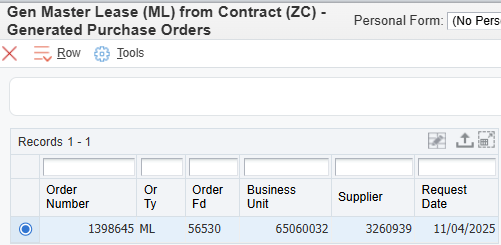 Gen Master Lease (ML) from Contract (ZC) - Generated Purchase Orders
Personal Form: (No Pers
Row Tools
Records 1 - 1
Order Number Or Ty Order Fd Business Unit Supplier Request Date
1398645 ML 56530 65060032 3260939 11/04/2025